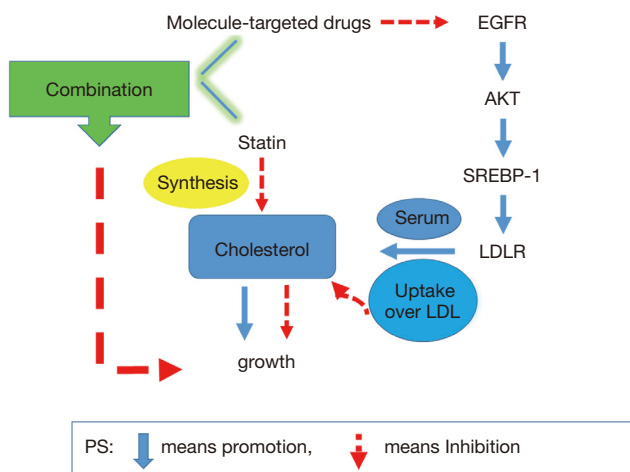 Molecule-targeted drugs
EGFR
Combination
AKT
Statin
Synthesis
SREBP-1
Serum
Cholesterol
LDLR
Uptake
over LDL
growth
PS: means promotion, means Inhibition